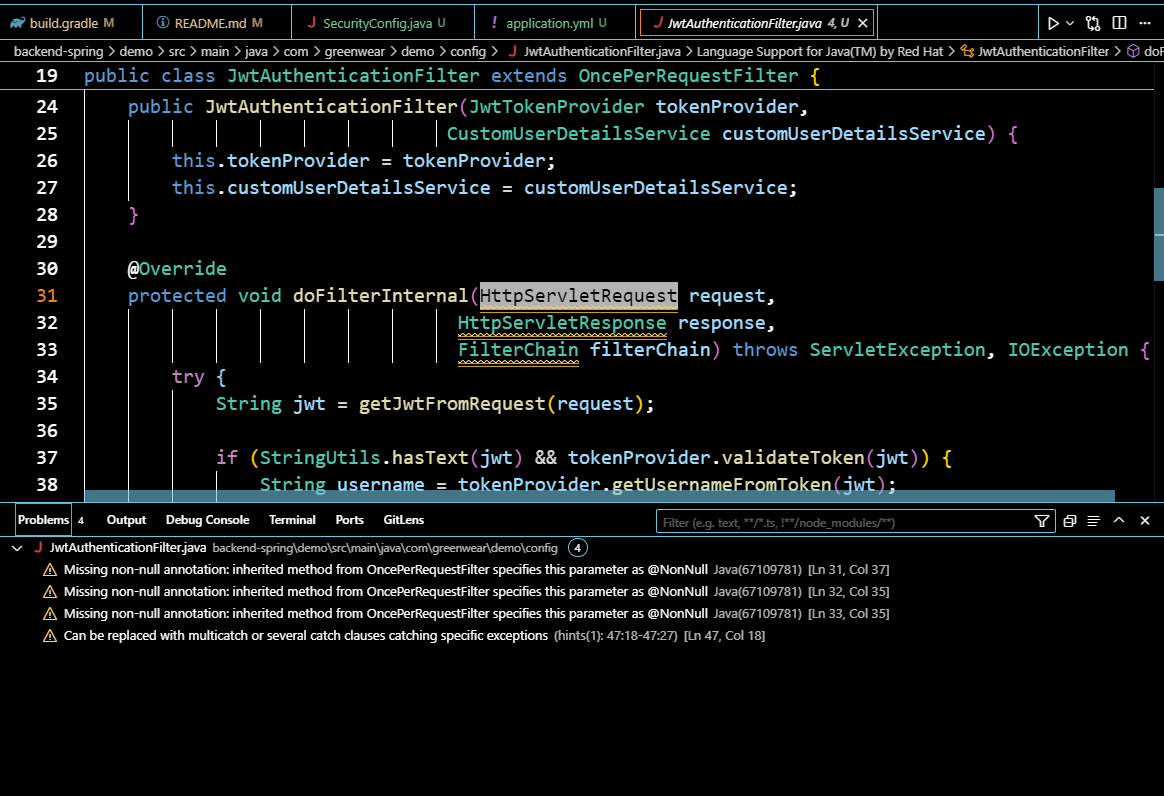 build.gradle M README.md M SecurityConfig.java U application.yml U JwtAuthenticationFilter.java 4, U
backend-spring > demo > src > main > java > com > greenwear > demo > config > JwtAuthenticationFilter.java > Language Support for Java(TM) by Red Hat > JwtAuthenticationFilter > doF
19 public class JwtAuthenticationFilter extends OncePerRequestFilter {
24 public JwtAuthenticationFilter(JwtTokenProvider tokenProvider,
25 CustomUserDetailsService customUserDetailsService) {
26 this.tokenProvider = tokenProvider;
27 this.customUserDetailsService = customUserDetailsService;
28 }
29
30 @Override
31 protected void doFilterInternal(HttpServletRequest request,
32 HttpServletResponse response,
33 FilterChain filterChain) throws ServletException, IOException {
34 try {
35 String jwt = getJwtFromRequest(request);
36
37 if (StringUtils.hasText(jwt) && tokenProvider.validateToken(jwt)) {
38 String username = tokenProvider.getUsernameFromToken(jwt);
Problems 4 Output Debug Console Terminal Ports GitLens Filter (e.g. text, **/*.ts, !**/node_modules/**)
JwtAuthenticationFilter.java backend-spring\demo\src\main\java\com\greenwear\demo\config 4
Missing non-null annotation: inherited method from OncePerRequestFilter specifies this parameter as @NonNull Java(67109781) [Ln 31, Col 37]
Missing non-null annotation: inherited method from OncePerRequestFilter specifies this parameter as @NonNull Java(67109781) [Ln 32, Col 35]
Missing non-null annotation: inherited method from OncePerRequestFilter specifies this parameter as @NonNull Java(67109781) [Ln 33, Col 35]
Can be replaced with multicatch or several catch clauses catching specific exceptions (hints(1): 47:18-47:27) [Ln 47, Col 18]